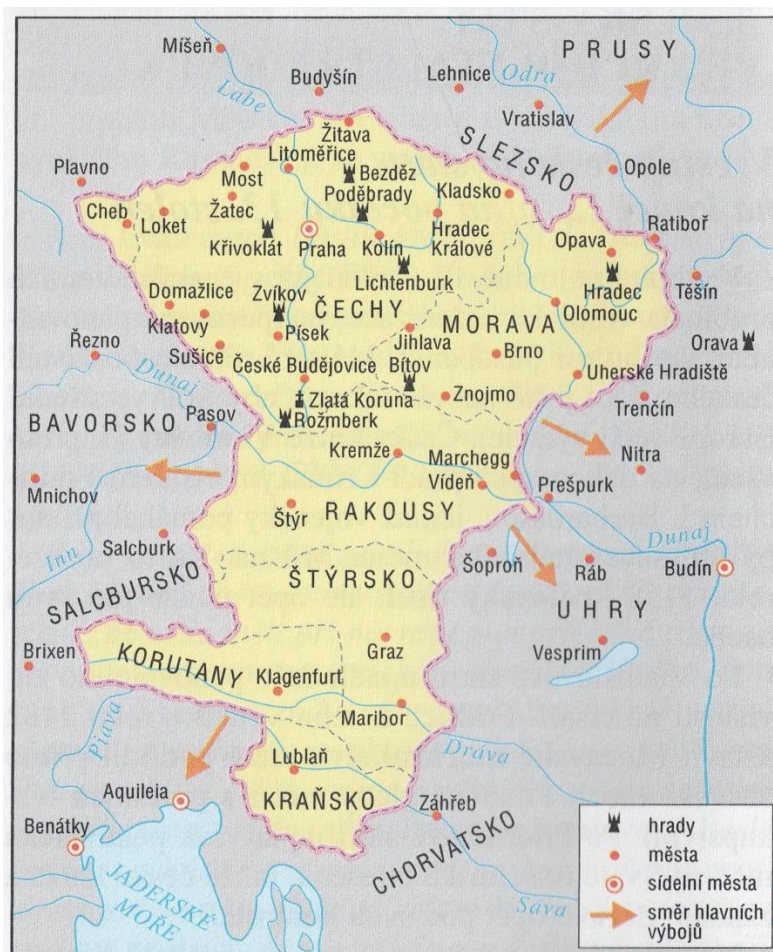 Míšeň
PRUSY
Budyšín
Lehnice
Odra
Labe
Vratislav
Žitava
SLEZSKO
Litoměřice
Plavno
Most
Bezděz
Opole
Poděbrady
Kladsko
Cheb
Žatec
Loket
Hradec
Králové
Ratiboř
Křivoklát
Praha
Kolín
Opava
Lichtenburk
Těšín
Domažlice
Zvíkov
Hradec
ČECHY
MORAVA
Olomouc
Klatovy
Písek
Jihlava
Orava
Řezno
Sušice
Brno
České Budějovice
Bítov
Uherské Hradiště
Dunaj
Zlatá Koruna
Znojmo
Trenčín
BAVORSKO
Pasov
Rožmberk
Kremže
Marchegg
Nitra
Mnichov
Vídeň
Prešpurk
Štýr
RAKOUSY
Salcburk
Dunaj
Inn
Šoproň
Ráb
Budín
ŠTÝRSKO
SALCBURSKO
UHRY
Graz
Vesprim
Brixen
KORUTANY
Klagenfurt
Maribor
Piáva
Dráva
Lublaň
Aquileia
KRAŇSKO
Záhřeb
Benátky
CHORVATSKO
JADERSKÉ
MOŘE
Sáva
hrady
města
sídelní města
směr hlavních
výbojů